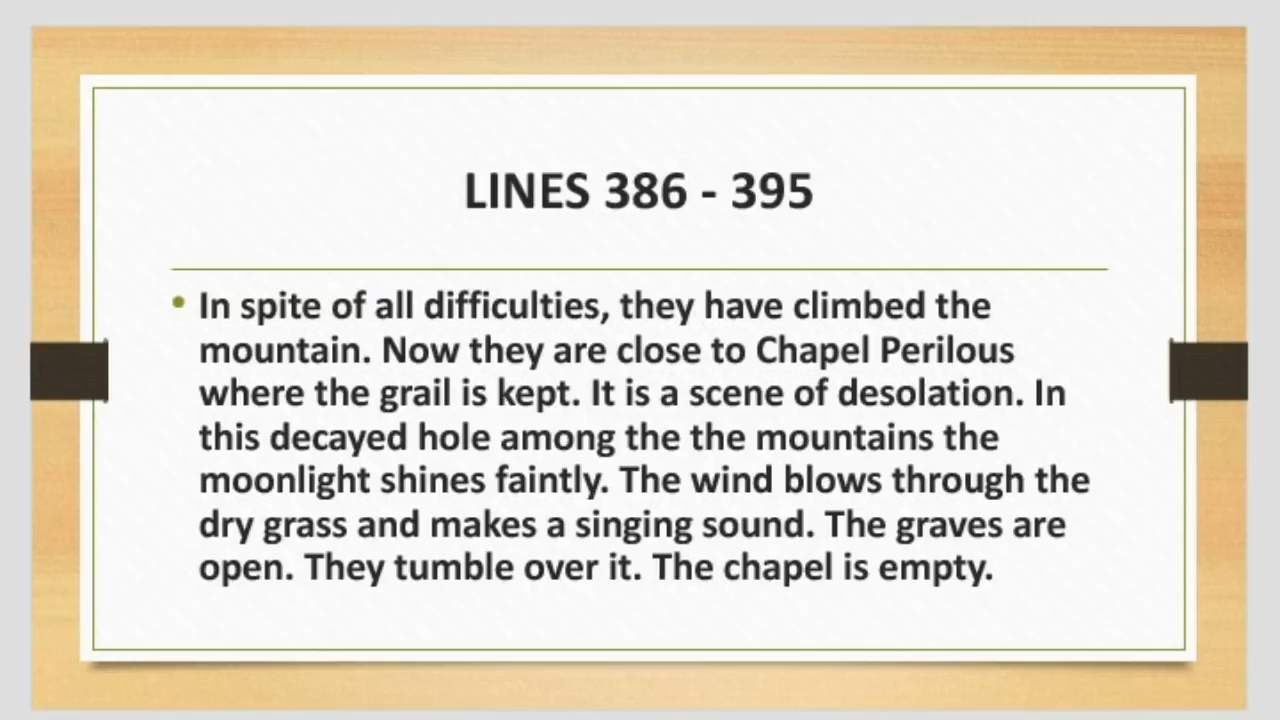 LINES 386 - 395
• In spite of all difficulties, they have climbed the
mountain. Now they are close to Chapel Perilous
where the grail is kept. It is a scene of desolation. In
this decayed hole among the the mountains the
moonlight shines faintly. The wind blows through the
dry grass and makes a singing sound. The graves are
open. They tumble over it. The chapel is empty.